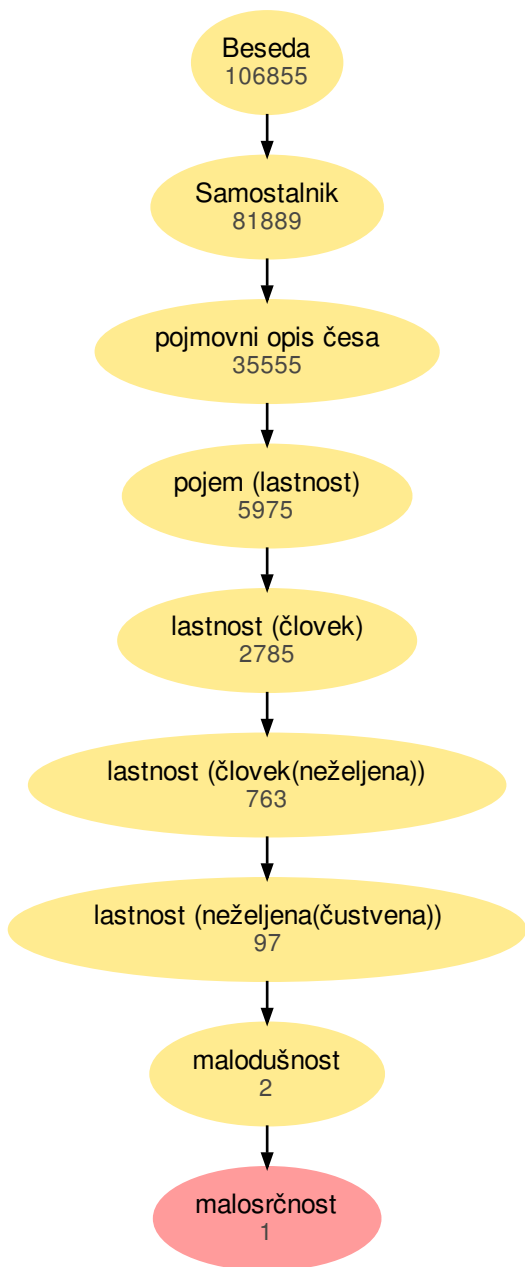 Beseda
106855
Samostalnik
81889
pojmovni opis česa
35555
pojem (lastnost)
5975
lastnost (človek)
2785
lastnost (človek(neželjena))
763
lastnost (neželjena(čustvena))
97
malodušnost
2
malosrčnost
1